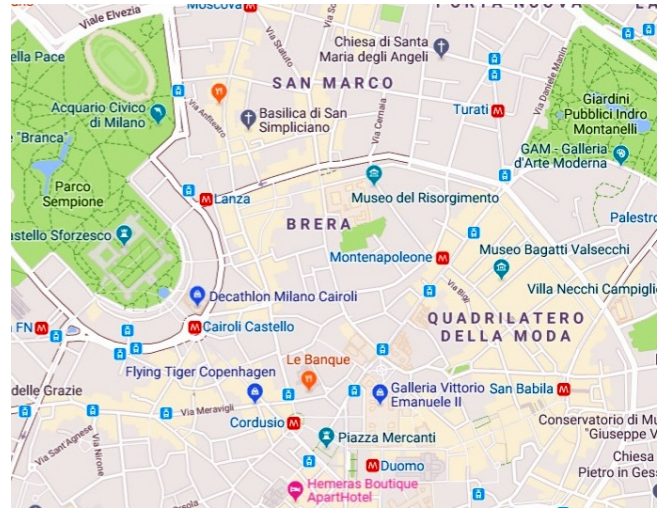 Moscova
PORTA NUOVA
Viale Elvezia
Via Statuto
ella Pace
Chiesa di Santa
Maria degli Angeli
Via Daniele Manin
SAN MARCO
Acquario Civico
di Milano
Via Anfiteatro
Basilica di San
Simpliciano
Via Cernaia
Turati
Giardini
Pubblici Indro
Montanelli
e "Branca"
GAM - Galleria
d'Arte Moderna
Parco
Sempione
Lanza
Museo del Risorgimento
Palestro
BRERA
astello Sforzesco
Montenapoleone
Museo Bagatti Valsecchi
Via Bigli
Villa Necchi Campiglio
Decathlon Milano Cairoli
QUADRILATERO
DELLA MODA
a FN
Cairoli Castello
Le Banque
Flying Tiger Copenhagen
delle Grazie
Galleria Vittorio
Emanuele II
San Babila
Via Meravigli
Cordusio
Conservatorio di Mu
"Giuseppe V
Via Sant'Agnese
Via Nirone
Piazza Mercanti
Chiesa
Pietro in Gess
Duomo
Hemeras Boutique
ApartHotel